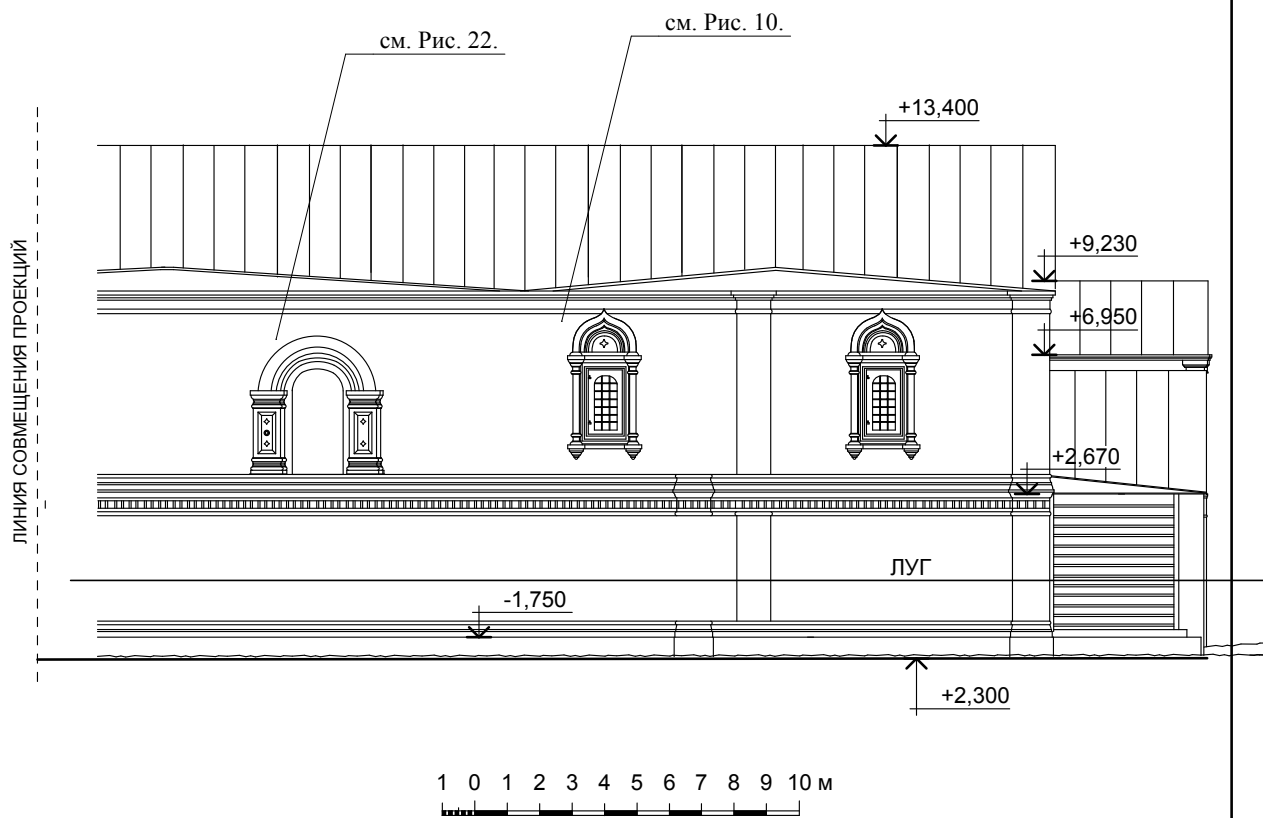 см. Рис. 10.
см. Рис. 22.
+13,400
+9,230
+6,950
ЛИНИЯ СОВМЕЩЕНИЯ ПРОЕКЦИЙ
+2,670
ЛУГ
-1,750
+2,300
1 0 1 2 3 4 5 6 7 8 9 10 м